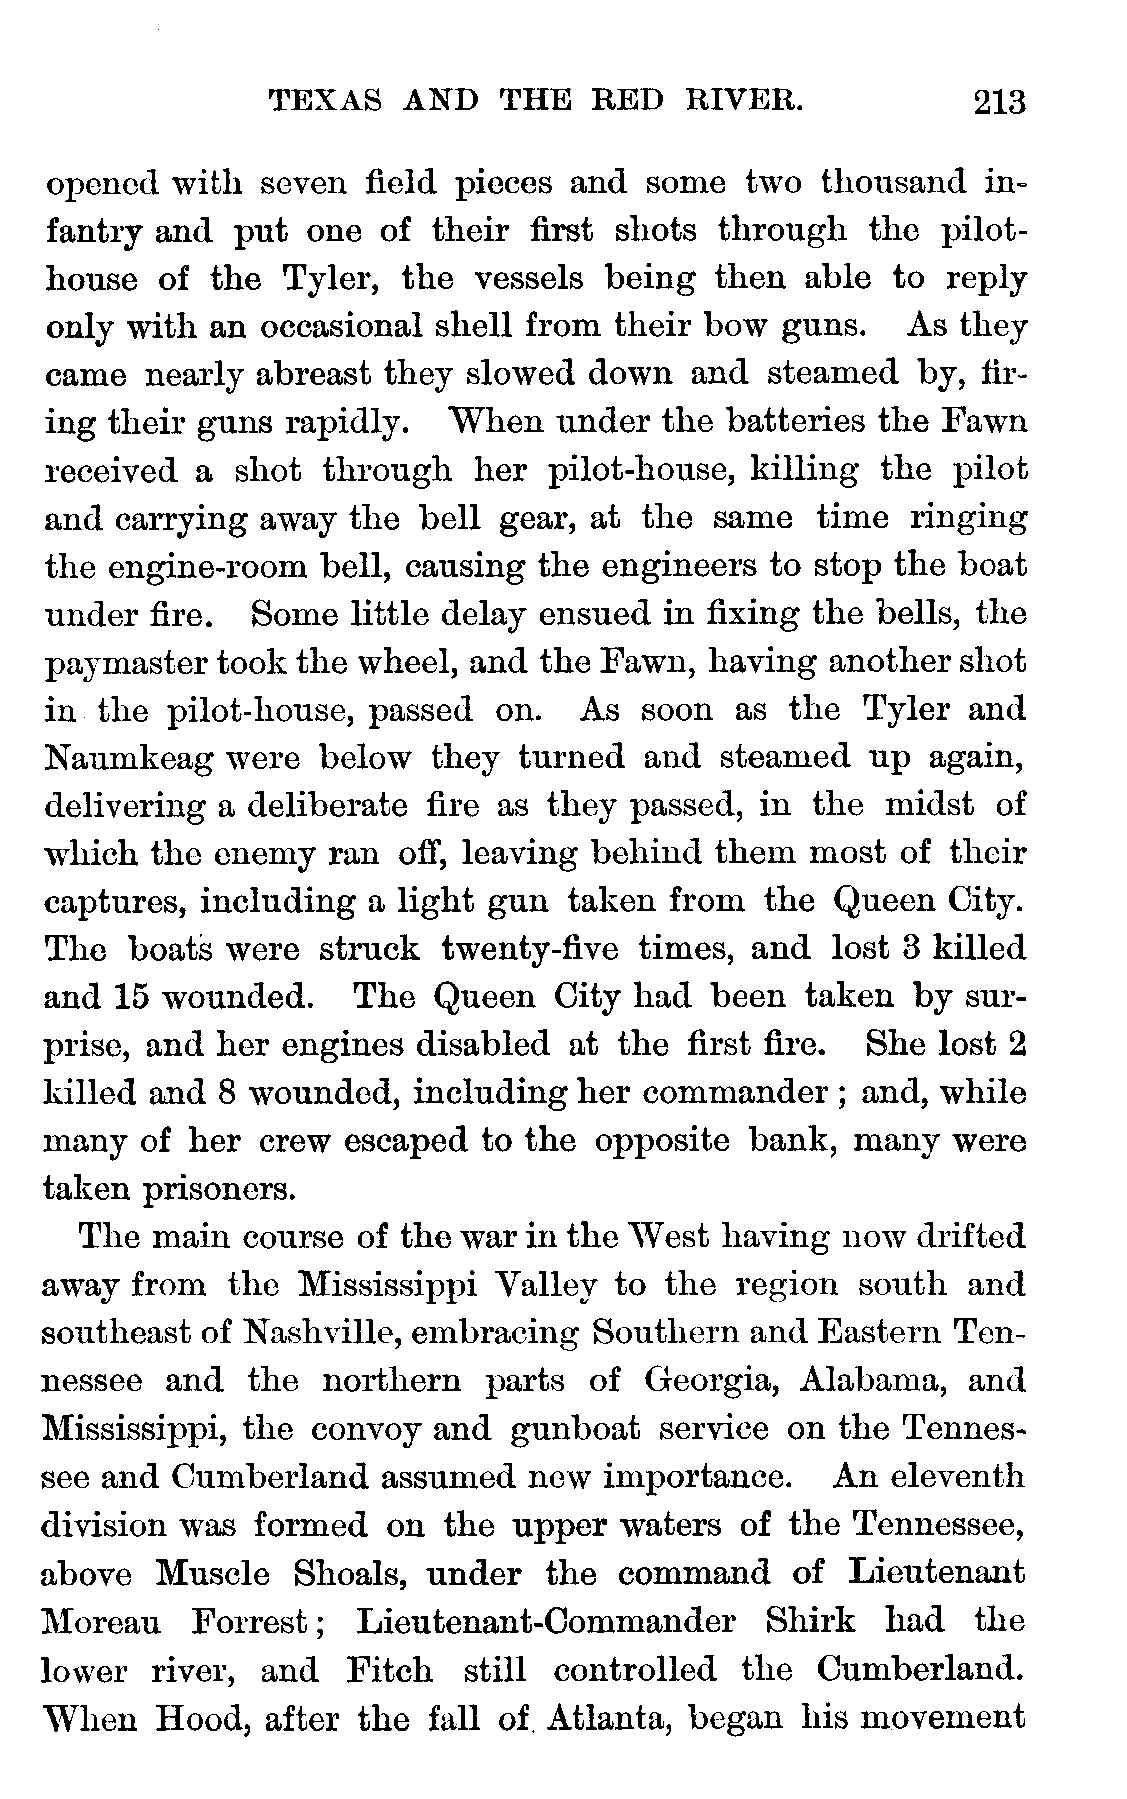 TEXAS AND THE RED RIVER. 213
opened with seven field pieces and some two thousand in-
fantry and put one of their first shots through the pilot-
house of the Tyler, the vessels being then able to reply
only with an occasional shell from their bow guns. As they
came nearly abreast they slowed down and steamed by, fir-
ing their guns rapidly. When under the batteries the Fawn
received a shot through her pilot-house, killing the pilot
and carrying away the bell gear, at the same time ringing
the engine-room bell, causing the engineers to stop the boat
under fire. Some little delay ensued in fixing the bells, the
paymaster took the wheel, and the Fawn, having another shot
in the pilot-house, passed on. As soon as the Tyler and
Naumkeag were below they turned and steamed up again,
delivering a deliberate fire as they passed, in the midst of
which the enemy ran off, leaving behind them most of their
captures, including a light gun taken from the Queen City.
The boats were struck twenty-five times, and lost 3 killed
and 15 wounded. The Queen City had been taken by sur-
prise, and her engines disabled at the first fire. She lost 2
killed and 8 wounded, including her commander ; and, while
many of her crew escaped to the opposite bank, many were
taken prisoners.
The main course of the war in the West having now drifted
away from the Mississippi Valley to the region south and
southeast of Nashville, embracing Southern and Eastern Ten-
nessee and the northern parts of Georgia, Alabama, and
Mississippi, the convoy and gunboat service on the Tennes-
see and Cumberland assumed new importance. An eleventh
division was formed on the upper waters of the Tennessee,
above Muscle Shoals, under the command of Lieutenant
Moreau Forrest ; Lieutenant-Commander Shirk had the
lower river, and Fitch still controlled the Cumberland.
When Hood, after the fall of Atlanta, began his movement